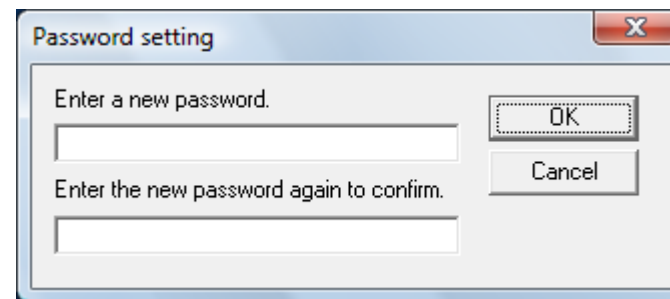 Password setting
Enter a new password.
OK
Cancel
Enter the new password again to confirm.